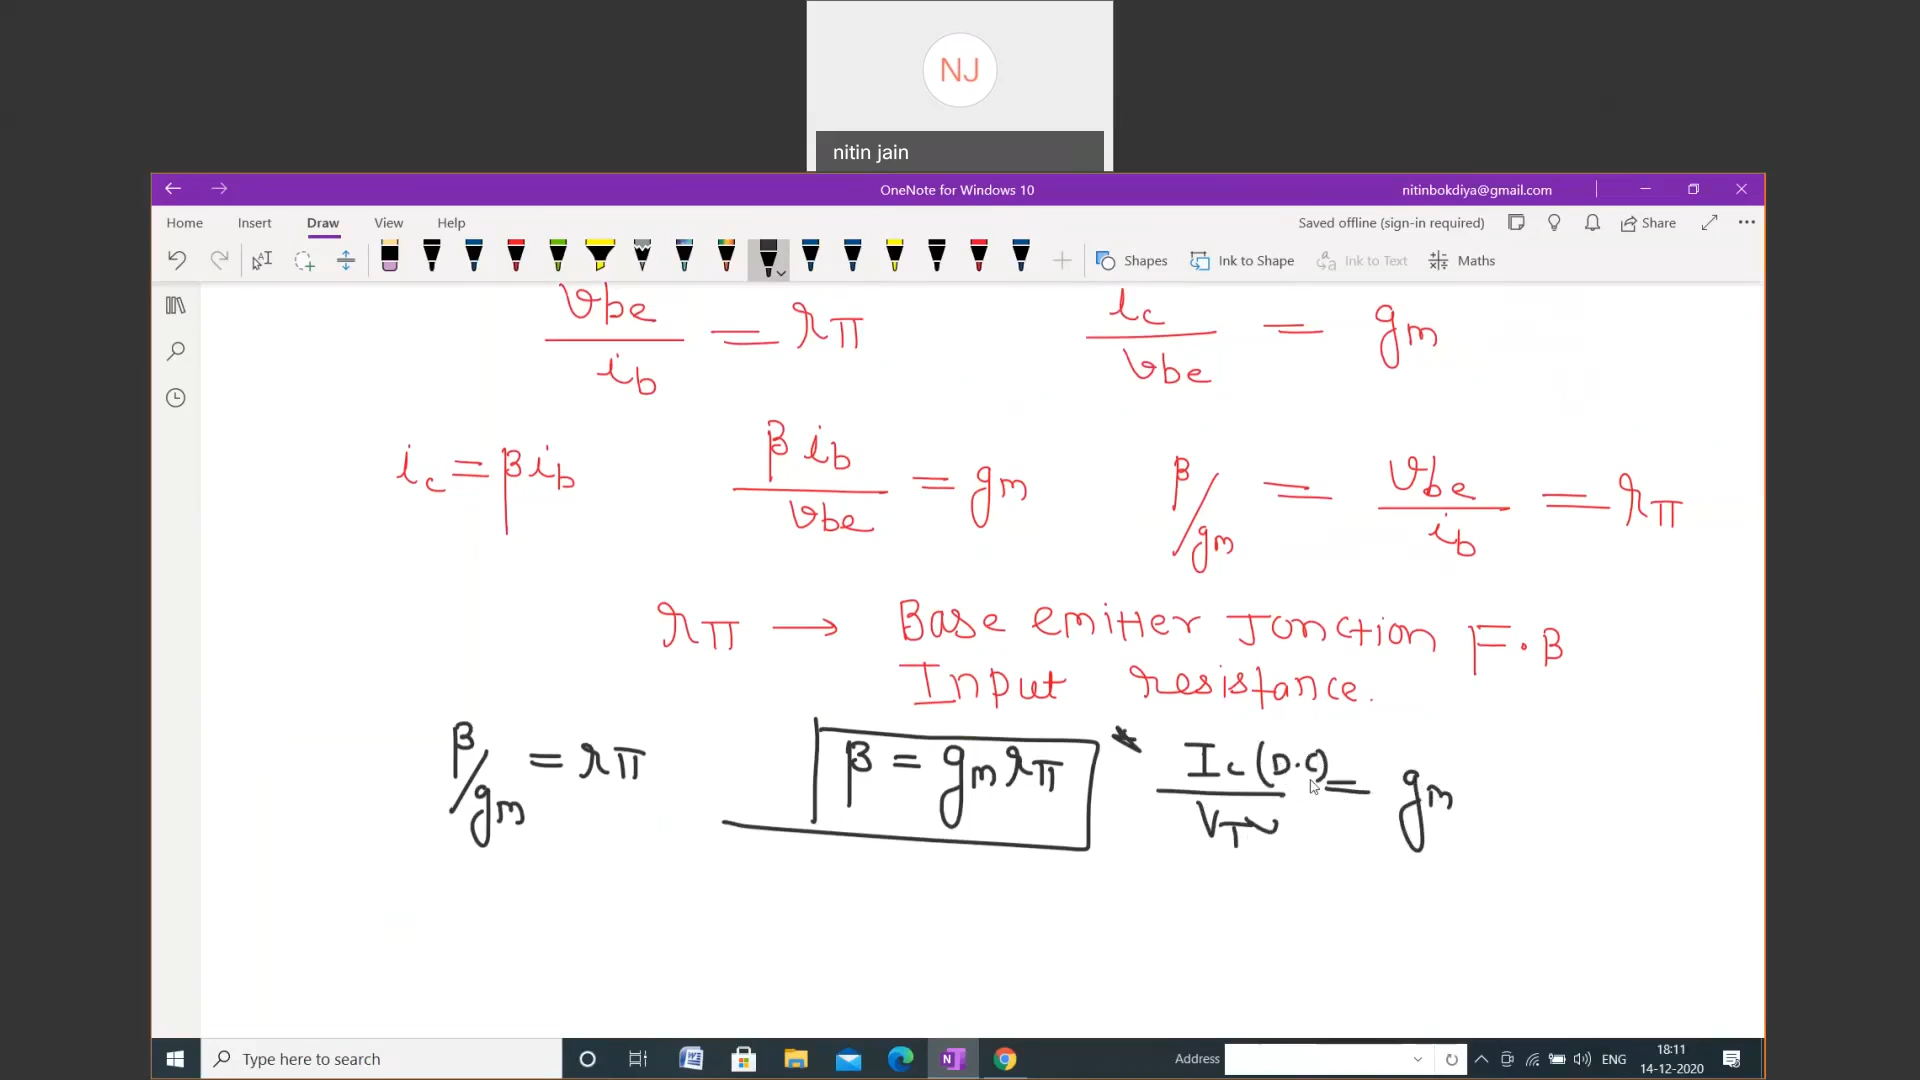 NJ
nitin jain
OneNote for Windows 10
nitinbokdiya@gmail.com
Home Insert Draw View Help
Saved offline (sign-in required) Share
Shapes Ink to Shape Ink to Text Maths
vbe / ib = rπ
ic / vbe = gm
ic = β ib
β ib / vbe = gm
β/gm = vbe / ib = rπ
rπ → Base emitter Jonction F.B
Input resistance.
β/gm = rπ
β = gm rπ *
Ic (D.C) / VT = gm
Type here to search
Address
ENG
18:11
14-12-2020